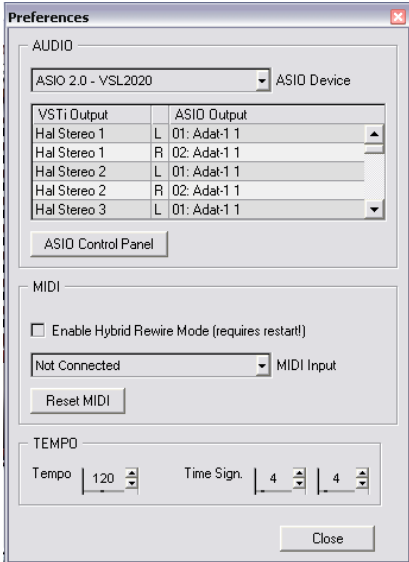 Preferences
AUDIO
ASIO 2.0 - VSL2020 ASIO Device
VSTi Output ASIO Output
Hal Stereo 1 L 01: Adat-1 1
Hal Stereo 1 R 02: Adat-1 1
Hal Stereo 2 L 01: Adat-1 1
Hal Stereo 2 R 02: Adat-1 1
Hal Stereo 3 L 01: Adat-1 1
ASIO Control Panel
MIDI
Enable Hybrid Rewire Mode (requires restart!)
Not Connected MIDI Input
Reset MIDI
TEMPO
Tempo 120 Time Sign. 4 4
Close